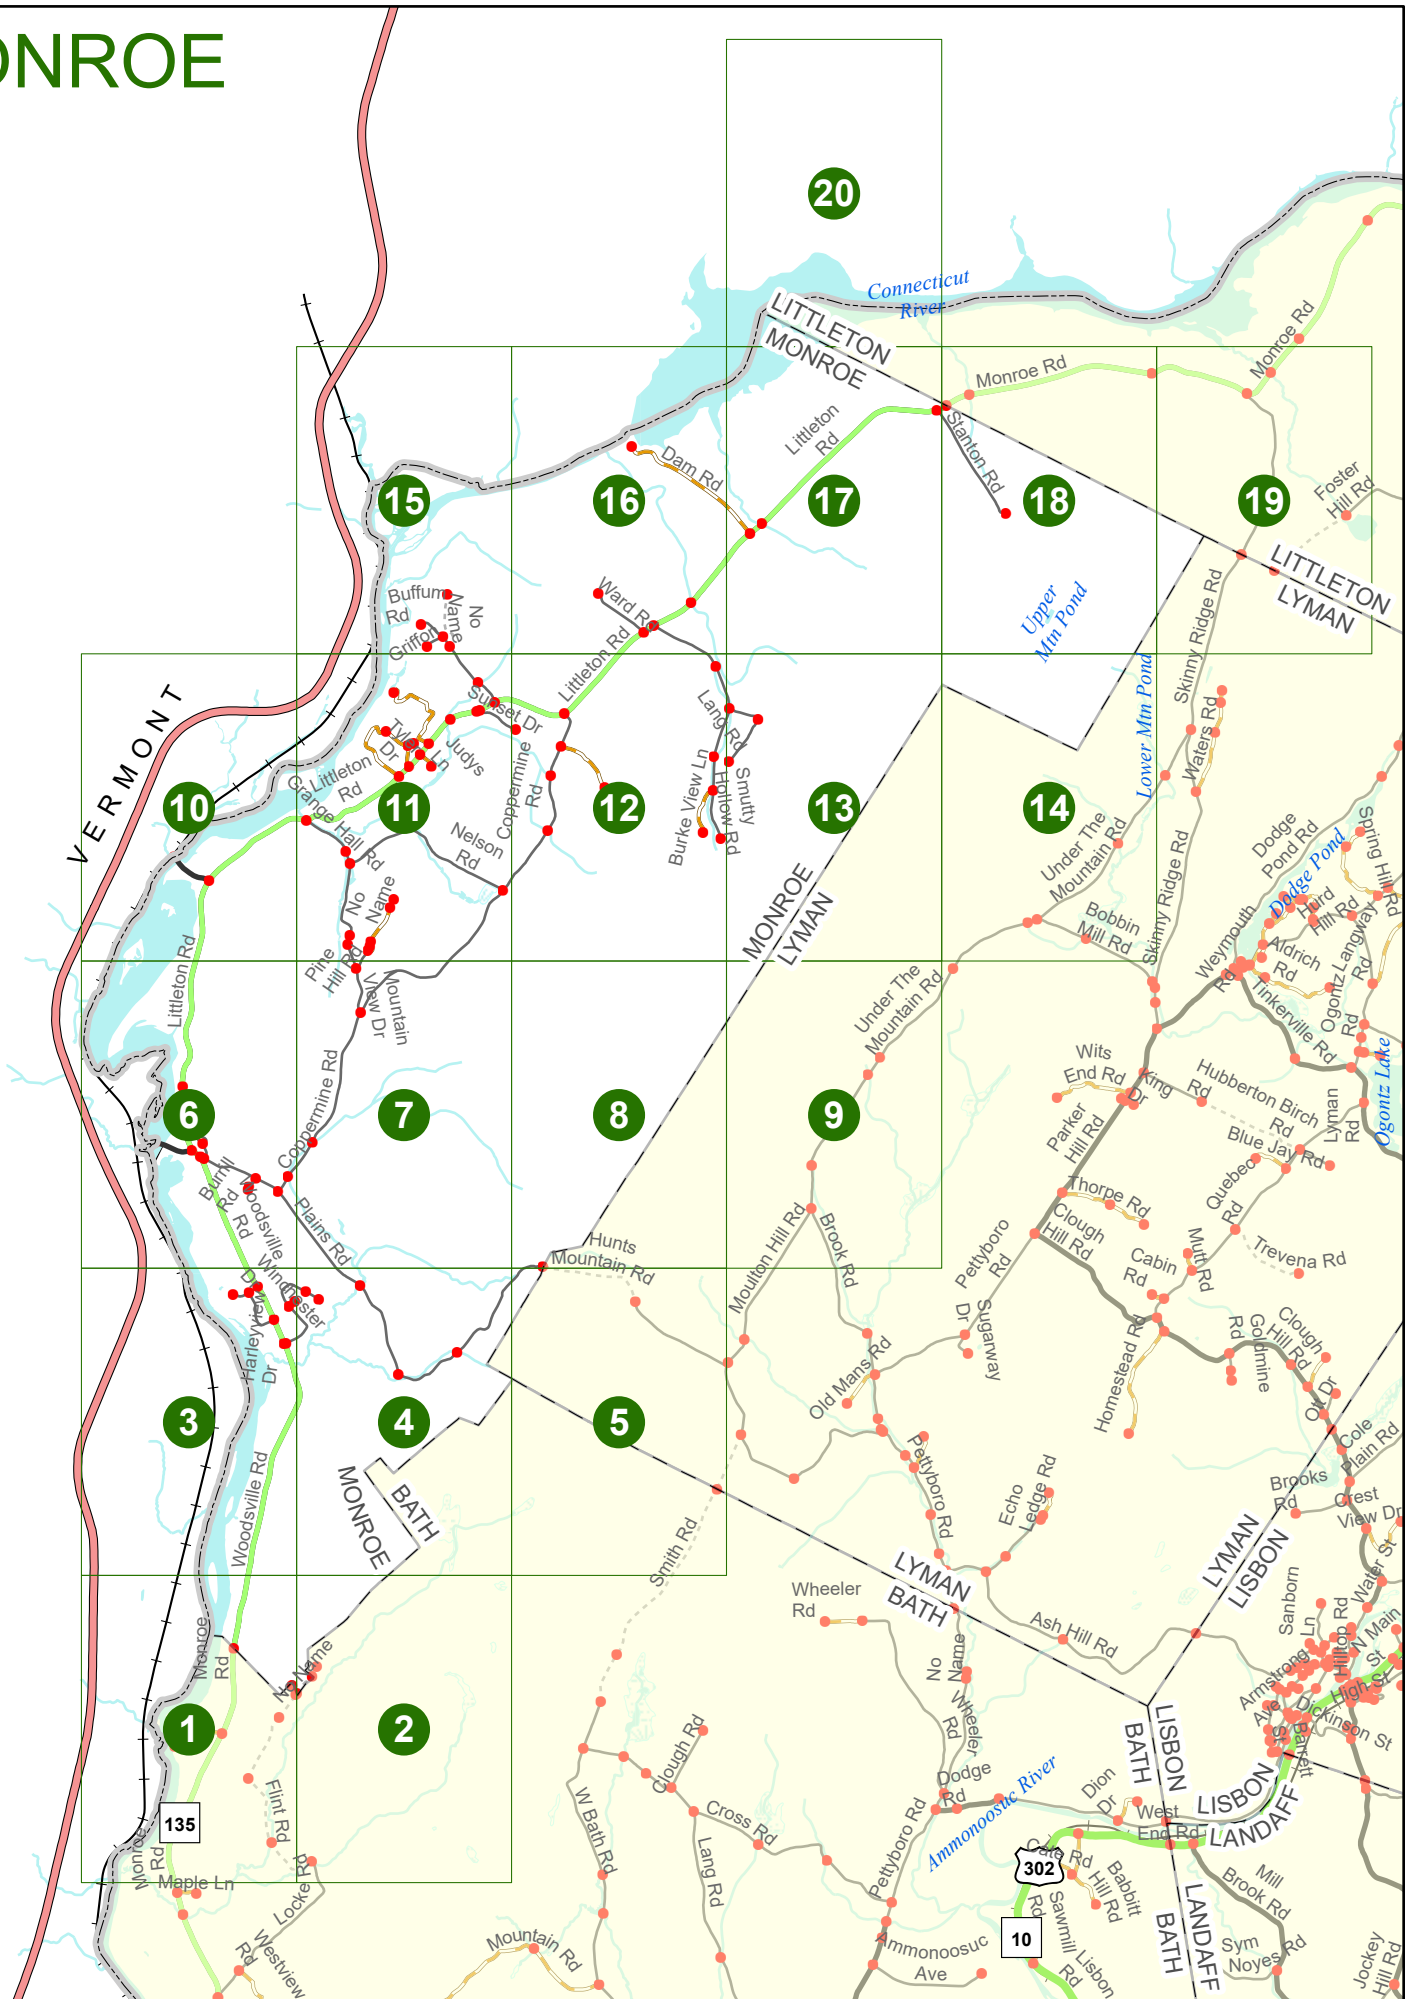 ONROE
20
Connecticut
River
LITTLETON
MONROE
Monroe Rd
Monroe Rd
Littleton
Rd
Stanton Rd
Dam Rd
15
16
17
18
19
Foster
Hill Rd
LITTLETON
LYMAN
Buffum
Rd
No
Name
Griffon
Ward Rd
Littleton Rd
Upper
Mtn Pond
Skinny Ridge Rd
Lower Mtn Pond
Waters Rd
VERMONT
Sunset Dr
Tyler
Dr
Judys
Ln
Littleton
Rd
Grange Hall Rd
Coppermine
Rd
Nelson
Rd
Lang Rd
Burke View Ln
Smutty
Hollow Rd
10
11
12
13
14
Under The
Mountain Rd
Bobbin
Mill Rd
Skinny Ridge Rd
Dodge
Pond Rd
Dodge Pond
Spring Hill Rd
Hurd
Hill Rd
Weymouth
Rd
Aldrich
Rd
Langway
Rd
Ogontz
Rd
Tinkerville Rd
No
Name
Pine
Hill Rd
Mountain
View Dr
MONROE
LYMAN
Littleton Rd
Under The
Mountain Rd
Wits
End Rd
King
Dr
Hubberton
Rd
Birch
Rd
Lyman
Rd
Ogontz Lake
Blue Jay Rd
Parker
Hill Rd
6
7
8
9
Coppermine Rd
Burrill
Rd
Woodsville
Rd
Plains Rd
Thorpe Rd
Quebec
Rd
Clough
Hill Rd
Cabin
Rd
Mutt Rd
Trevena Rd
Hunts
Mountain Rd
Moulton Hill Rd
Brook Rd
Pettyboro
Rd
Sugarway
Dr
Winchester
Dr
Harleyview
Dr
Old Mans Rd
Homestead Rd
Goldmine
Rd
Clough
Hill Rd
Ott Dr
Cole
Plain Rd
3
4
5
Woodsville Rd
MONROE
BATH
Smith Rd
Pettyboro Rd
Echo
Ledge Rd
Brooks
Rd
Crest
View Dr
Water St
LYMAN
BATH
LYMAN
LISBON
Wheeler
Rd
Ash Hill Rd
Sanborn
Ln
Hilltop Rd
N Main
St
Armstrong
Ave
High St
Dickinson St
Barrett
St
Monroe
Rd
No Name
1
2
No
Name
Wheeler
Rd
Clough Rd
Dodge
Rd
Cross Rd
W Bath Rd
Lang Rd
Pettyboro Rd
Ammonoosuc River
Dion
Dr
West
End Rd
LISBON
BATH
LISBON
LANDAFF
135
Flint Rd
Monroe
Rd
Maple Ln
Locke Rd
Westview
Rd
Mountain Rd
302
10
Babbitt
Hill Rd
Sawmill
Rd
Lisbon
Rd
Ammonoosuc
Ave
LANDAFF
BATH
Mill
Brook Rd
Sym
Noyes Rd
Jockey
Hill Rd